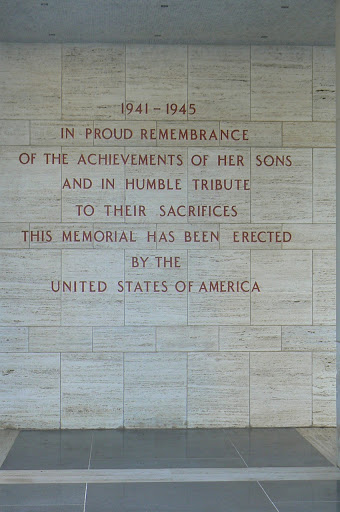 1941-1945
IN PROUD REMEMBRANCE
OF THE ACHIEVEMENTS OF HER SONS
AND IN HUMBLE TRIBUTE
TO THEIR SACRIFICES
THIS MEMORIAL HAS BEEN ERECTED
BY THE
UNITED STATES OF AMERICA